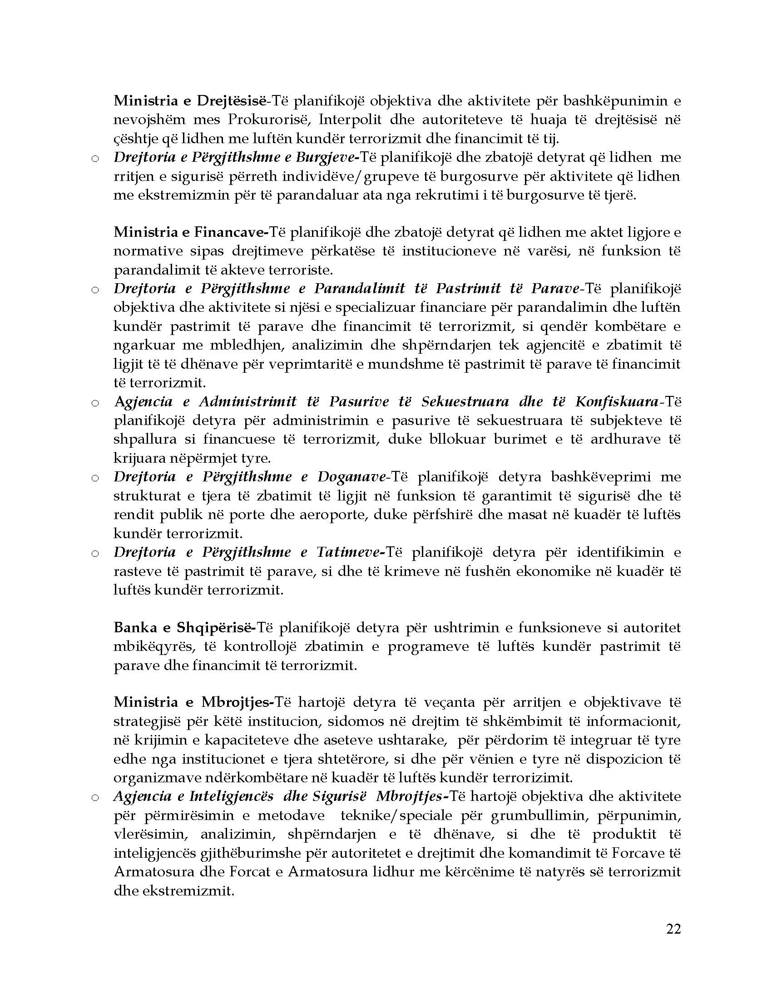 Ministria e Drejtësisë-Të planifikojë objektiva dhe aktivitete për bashkëpunimin e
nevojshëm mes Prokurorisë, Interpolit dhe autoriteteve të huaja të drejtësisë në
çështje që lidhen me luftën kundër terrorizmit dhe financimit të tij.
o Drejtoria e Përgjithshme e Burgjeve-Të planifikojë dhe zbatojë detyrat që lidhen me
rritjen e sigurisë përreth individëve/grupeve të burgosurve për aktivitete që lidhen
me ekstremizmin për të parandaluar ata nga rekrutimi i të burgosurve të tjerë.
Ministria e Financave-Të planifikojë dhe zbatojë detyrat që lidhen me aktet ligjore e
normative sipas drejtimeve përkatëse të institucioneve në varësi, në funksion të
parandalimit të akteve terroriste.
o Drejtoria e Përgjithshme e Parandalimit të Pastrimit të Parave-Të planifikojë
objektiva dhe aktivitete si njësi e specializuar financiare për parandalimin dhe luftën
kundër pastrimit të parave dhe financimit të terrorizmit, si qendër kombëtare e
ngarkuar me mbledhjen, analizimin dhe shpërndarjen tek agjencitë e zbatimit të
ligjit të të dhënave për veprimtaritë e mundshme të pastrimit të parave të financimit
të terrorizmit.
o Agjencia e Administrimit të Pasurive të Sekuestruara dhe të Konfiskuara-Të
planifikojë detyra për administrimin e pasurive të sekuestruara të subjekteve të
shpallura si financuese të terrorizmit, duke bllokuar burimet e të ardhurave të
krijuara nëpërmjet tyre.
o Drejtoria e Përgjithshme e Doganave-Të planifikojë detyra bashkëveprimi me
strukturat e tjera të zbatimit të ligjit në funksion të garantimit të sigurisë dhe të
rendit publik në porte dhe aeroporte, duke përfshirë dhe masat në kuadër të luftës
kundër terrorizmit.
o Drejtoria e Përgjithshme e Tatimeve-Të planifikojë detyra për identifikimin e
rasteve të pastrimit të parave, si dhe të krimeve në fushën ekonomike në kuadër të
luftës kundër terrorizmit.
Banka e Shqipërisë-Të planifikojë detyra për ushtrimin e funksioneve si autoritet
mbikëqyrës, të kontrollojë zbatimin e programeve të luftës kundër pastrimit të
parave dhe financimit të terrorizmit.
Ministria e Mbrojtjes-Të hartojë detyra të veçanta për arritjen e objektivave të
strategjisë për këtë institucion, sidomos në drejtim të shkëmbimit të informacionit,
në krijimin e kapaciteteve dhe aseteve ushtarake, për përdorim të integruar të tyre
edhe nga institucionet e tjera shtetërore, si dhe për vënien e tyre në dispozicion të
organizmave ndërkombëtare në kuadër të luftës kundër terrorizimit.
o Agjencia e Inteligjencës dhe Sigurisë Mbrojtjes-Të hartojë objektiva dhe aktivitete
për përmirësimin e metodave teknike/speciale për grumbullimin, përpunimin,
vlerësimin, analizimin, shpërndarjen e të dhënave, si dhe të produktit të
inteligjencës gjithëburimshe për autoritetet e drejtimit dhe komandimit të Forcave të
Armatosura dhe Forcat e Armatosura lidhur me kërcënime të natyrës së terrorizmit
dhe ekstremizmit.
22